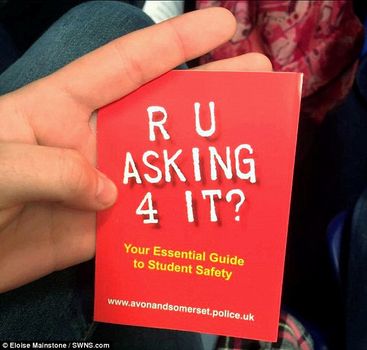 R U
ASKING
4 IT?
Your Essential Guide
to Student Safety
www.avonandsomerset.police.uk
© Eloise Mainstone / SWNS.com